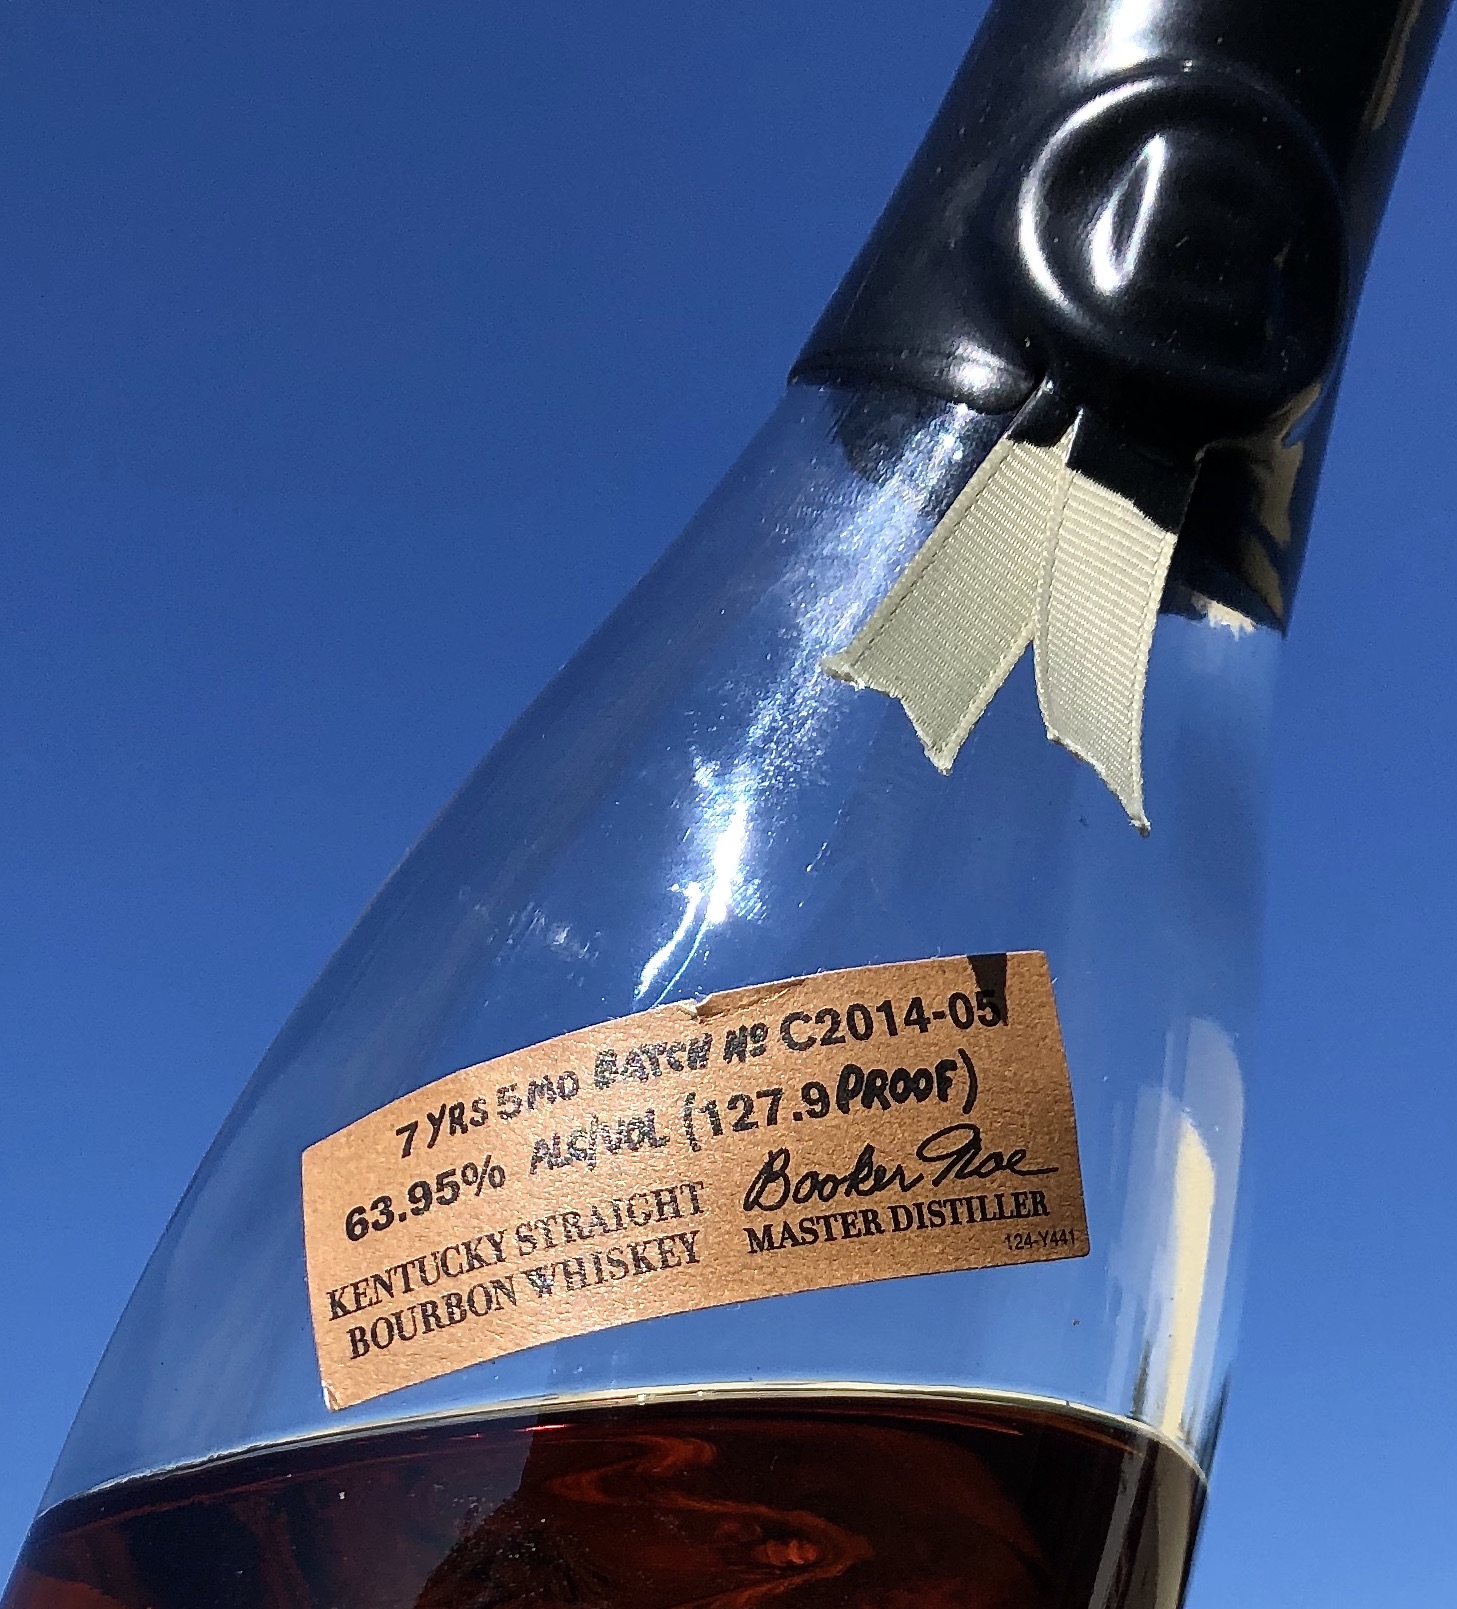 7 YRS 5 MO BATCH Nº C2014-05
63.95% ALC/VOL (127.9 PROOF)
KENTUCKY STRAIGHT
BOURBON WHISKEY
Booker Noe
MASTER DISTILLER
124-Y441